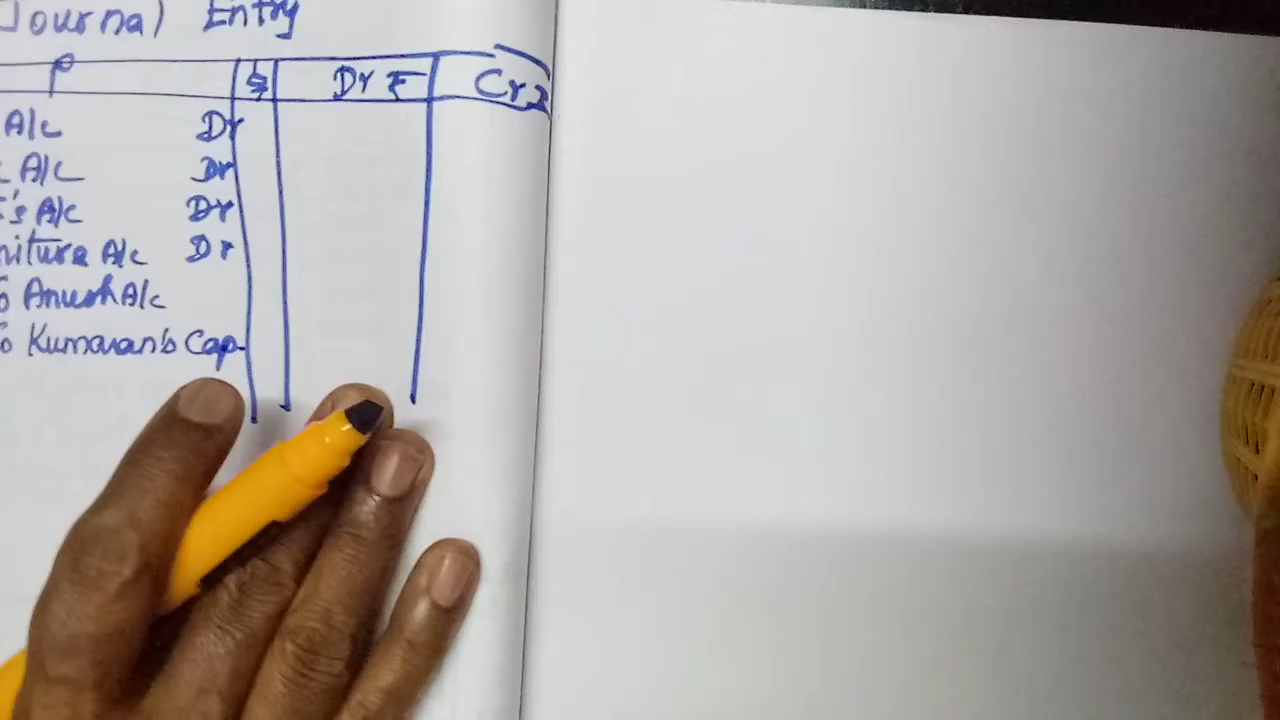 Journal Entry
P Dr ₹ Cr ₹
A/c Dr
A/c Dr
t's A/c Dr
niture A/c Dr
To Anush A/c
To Kumaran's Cap.